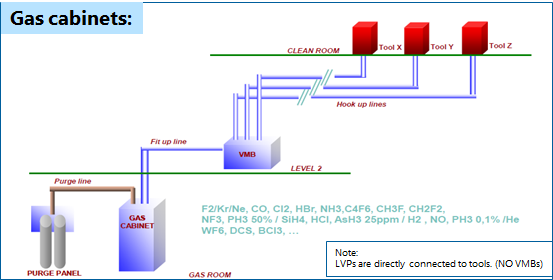 Gas cabinets:
CLEAN ROOM
Tool X
Tool Y
Tool Z
Hook up lines
Fit up line
VMB
LEVEL 2
Purge line
GAS
CABINET
F2/Kr/Ne, CO, Cl2, HBr, NH3,C4F6, CH3F, CH2F2,
NF3, PH3 50% / SiH4, HCl, AsH3 25ppm / H2 , NO, PH3 0,1% /He
WF6, DCS, BCl3, ...
PURGE PANEL
GAS ROOM
Note:
LVPs are directly connected to tools. (NO VMBs)